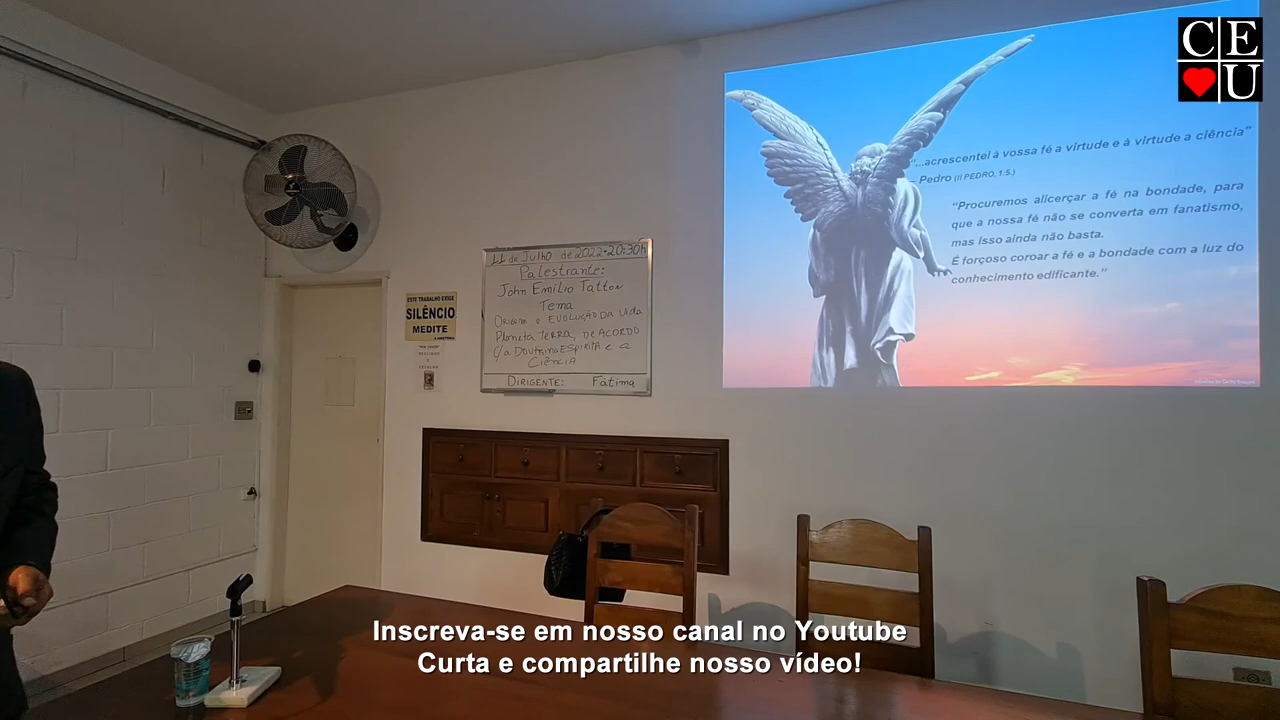 C E
U
"...acrescentei à vossa fé a virtude e à virtude a ciência"
– Pedro (II PEDRO, 1:5.)
"Procuremos alicerçar a fé na bondade, para
que a nossa fé não se converta em fanatismo,
mas isso ainda não basta.
É forçoso coroar a fé e a bondade com a luz do
conhecimento edificante."
11 de Julho de 2022-20:30h
Palestrante:
John Emilio Tatton
Tema
Origem e EVOLUÇÃO DA Vida
Planeta TERRA, DE ACORDO
C/a DOUTRINA ESPIRITA e a
Ciência
DIRIGENTE: Fátima
ESTE TRABALHO EXIGE
SILÊNCIO
MEDITE
Inscreva-se em nosso canal no Youtube
Curta e compartilhe nosso vídeo!